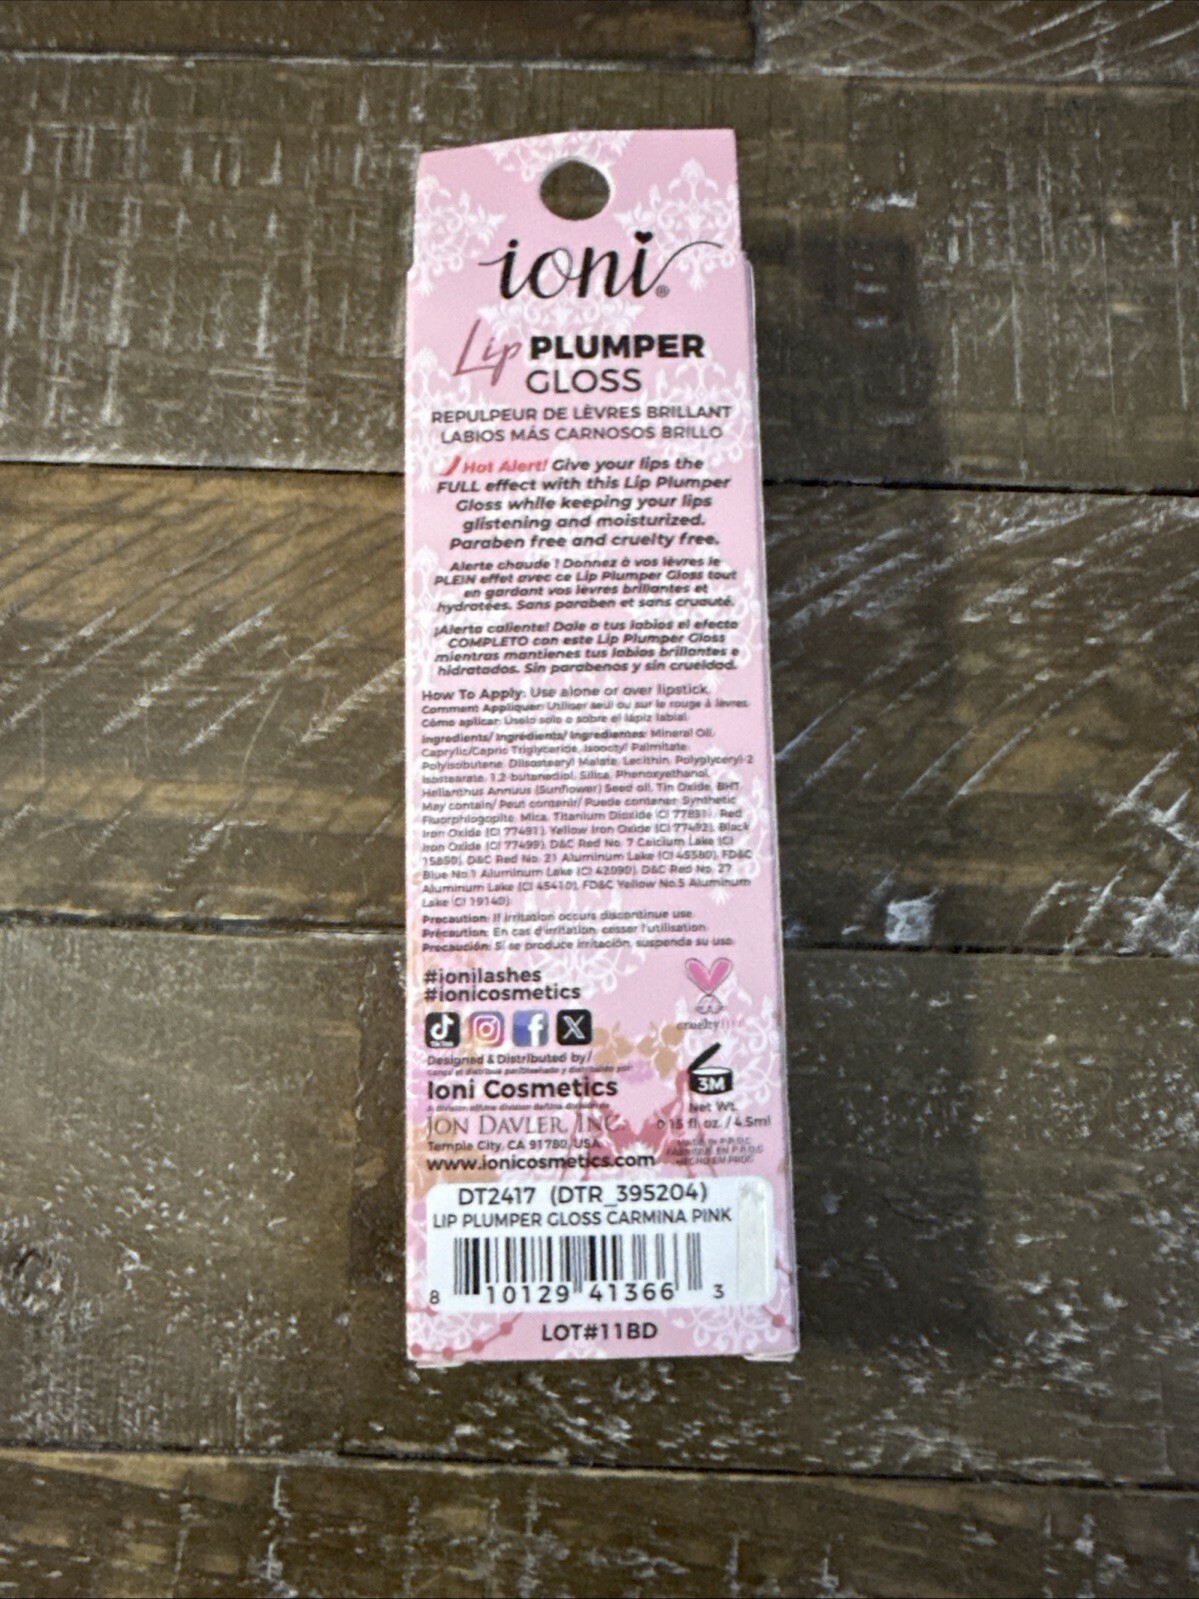 ioni®
Lip PLUMPER
GLOSS
REPULPEUR DE LÈVRES BRILLANT
LABIOS MÁS CARNOSOS BRILLO
Hot Alert! Give your lips the
FULL effect with this Lip Plumper
Gloss while keeping your lips
glistening and moisturized.
Paraben free and cruelty free.
Alerte chaude ! Donnez à vos lèvres le
PLEIN effet avec ce Lip Plumper Gloss tout
en gardant vos lèvres brillantes et
hydratées. Sans paraben et sans cruauté.
¡Alerta caliente! Dale a tus labios el efecto
COMPLETO con este Lip Plumper Gloss
mientras mantienes tus labios brillantes e
hidratados. Sin parabenos y sin crueldad.
How To Apply: Use alone or over lipstick.
Comment Appliquer: Utiliser seul ou sur le rouge à lèvres.
Cómo aplicar: Úselo solo o sobre el lápiz labial.
Ingredients/ Ingrédients/ Ingredientes: Mineral Oil,
Caprylic/Capric Triglyceride, Isooctyl Palmitate,
Polyisobutene, Diisostearyl Malate, Lecithin, Polyglyceryl-2
Isostearate, 1,2-butanediol, Silica, Phenoxyethanol,
Helianthus Annuus (Sunflower) Seed oil, Tin Oxide, BHT.
May contain/ Peut contenir/ Puede contener: Synthetic
Fluorphlogopite, Mica, Titanium Dioxide (CI 77891), Red
Iron Oxide (CI 77491), Yellow Iron Oxide (CI 77492), Black
Iron Oxide (CI 77499), D&C Red No. 7 Calcium Lake (CI
15850), D&C Red No. 21 Aluminum Lake (CI 45380), FD&C
Blue No.1 Aluminum Lake (CI 42090), D&C Red No. 27
Aluminum Lake (CI 45410), FD&C Yellow No.5 Aluminum
Lake (CI 19140).
Precaution: If irritation occurs discontinue use.
Précaution: En cas d'irritation, cesser l'utilisation.
Precaución: Si se produce irritación, suspenda su uso.
#ionilashes
#ionicosmetics
cruelty free
TikTok
Designed & Distributed by/
Ioni Cosmetics
3M
JON DAVLER, INC.
Net Wt.
0.15 fl. oz. / 4.5ml
Temple City, CA 91780, USA
MADE IN P.R.O.C
FABRIQUÉ EN P.R.O.C
HECHO EM PROC
www.ionicosmetics.com
DT2417 (DTR_395204)
LIP PLUMPER GLOSS CARMINA PINK
8 10129 41366 3
LOT#11BD